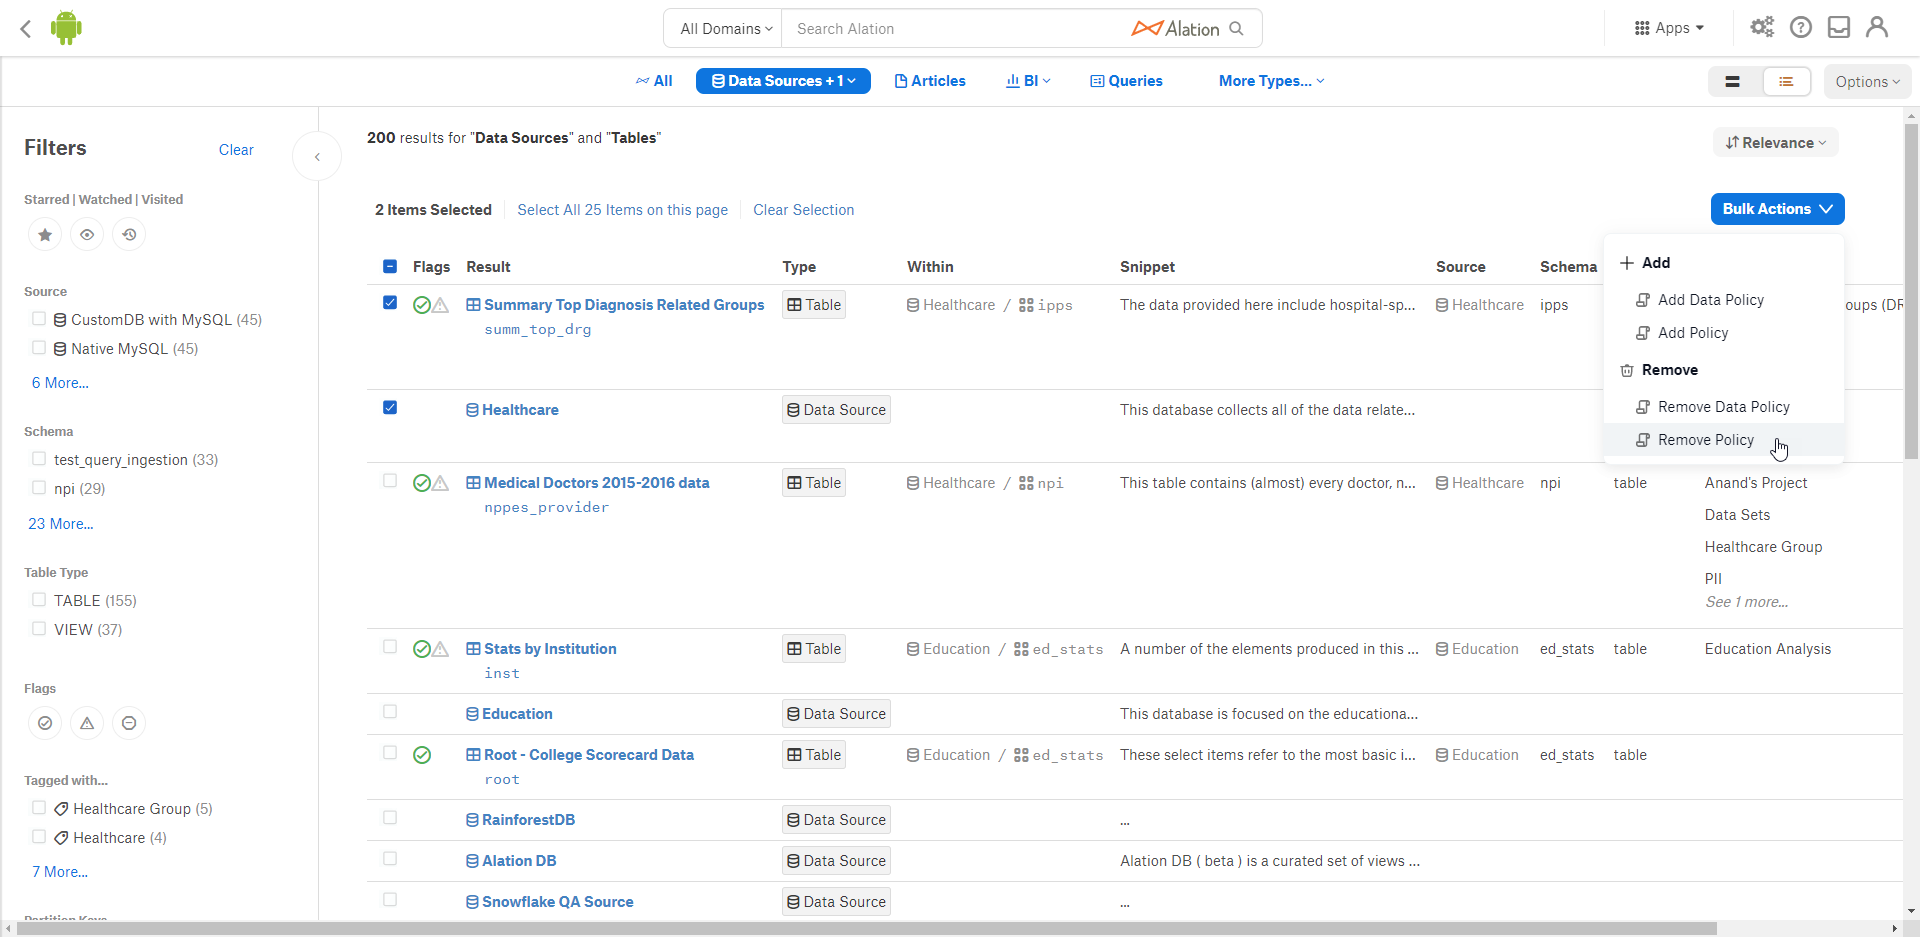 All Domains
Search Alation
Alation
Apps
All
Data Sources + 1
Articles
BI
Queries
More Types...
Options
Filters
Clear
200 results for "Data Sources" and "Tables"
Relevance
Starred | Watched | Visited
2 Items Selected
Select All 25 Items on this page
Clear Selection
Bulk Actions
Add
Add Data Policy
Add Policy
Remove
Remove Data Policy
Remove Policy
Source
CustomDB with MySQL (45)
Native MySQL (45)
6 More...
Schema
test_query_ingestion (33)
npi (29)
23 More...
Table Type
TABLE (155)
VIEW (37)
Flags
Tagged with...
Healthcare Group (5)
Healthcare (4)
7 More...
Partition Keys
Flags Result Type Within Snippet Source Schema
Summary Top Diagnosis Related Groups Table Healthcare / ipps The data provided here include hospital-sp... Healthcare ipps oups (DR
summ_top_drg
Healthcare Data Source This database collects all of the data relate...
Medical Doctors 2015-2016 data Table Healthcare / npi This table contains (almost) every doctor, n... Healthcare npi table Anand's Project
nppes_provider
Data Sets
Healthcare Group
PII
See 1 more...
Stats by Institution Table Education / ed_stats A number of the elements produced in this ... Education ed_stats table Education Analysis
inst
Education Data Source This database is focused on the educationa...
Root - College Scorecard Data Table Education / ed_stats These select items refer to the most basic i... Education ed_stats table
root
RainforestDB Data Source ...
Alation DB Data Source Alation DB ( beta ) is a curated set of views ...
Snowflake QA Source Data Source ...